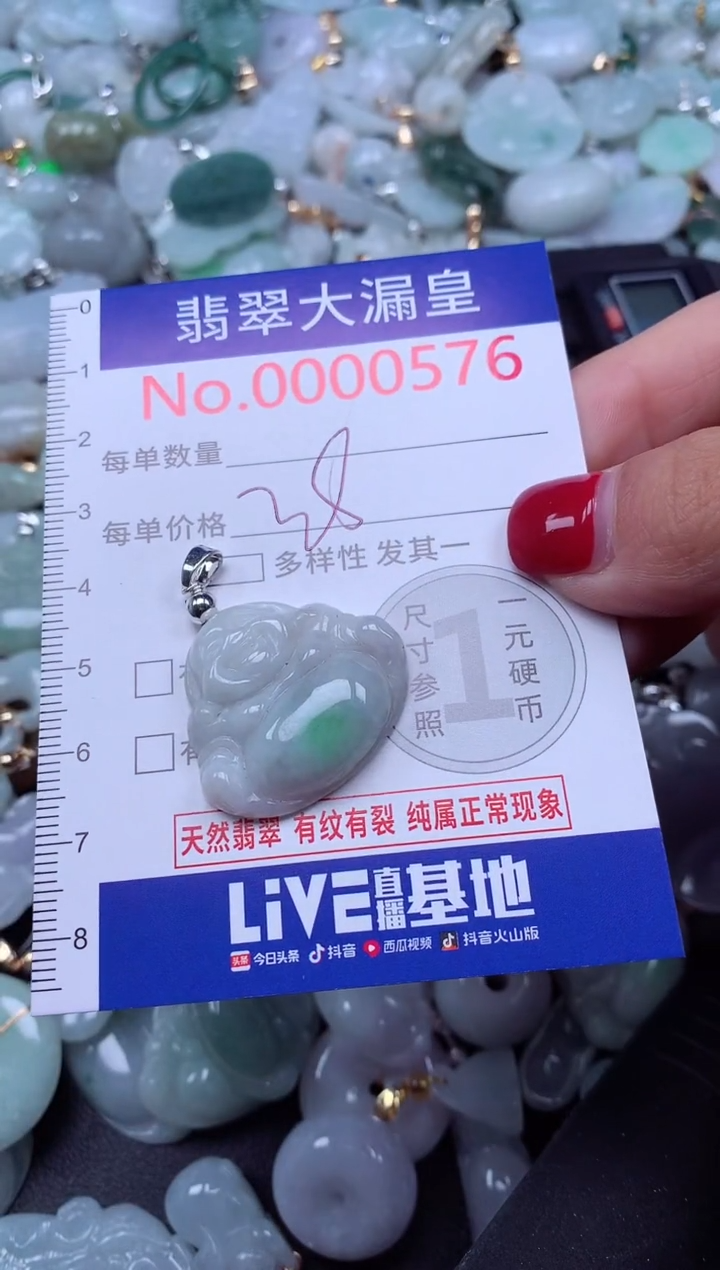 翡翠大漏皇
No.0000576
0
1
2
3
4
5
6
7
8
每单数量
每单价格
多样性 发其一
尺寸参照
1
一元硬币
有
有
天然翡翠 有纹有裂 纯属正常现象
LiVE直播基地
头条 今日头条 抖音 西瓜视频 抖音火山版